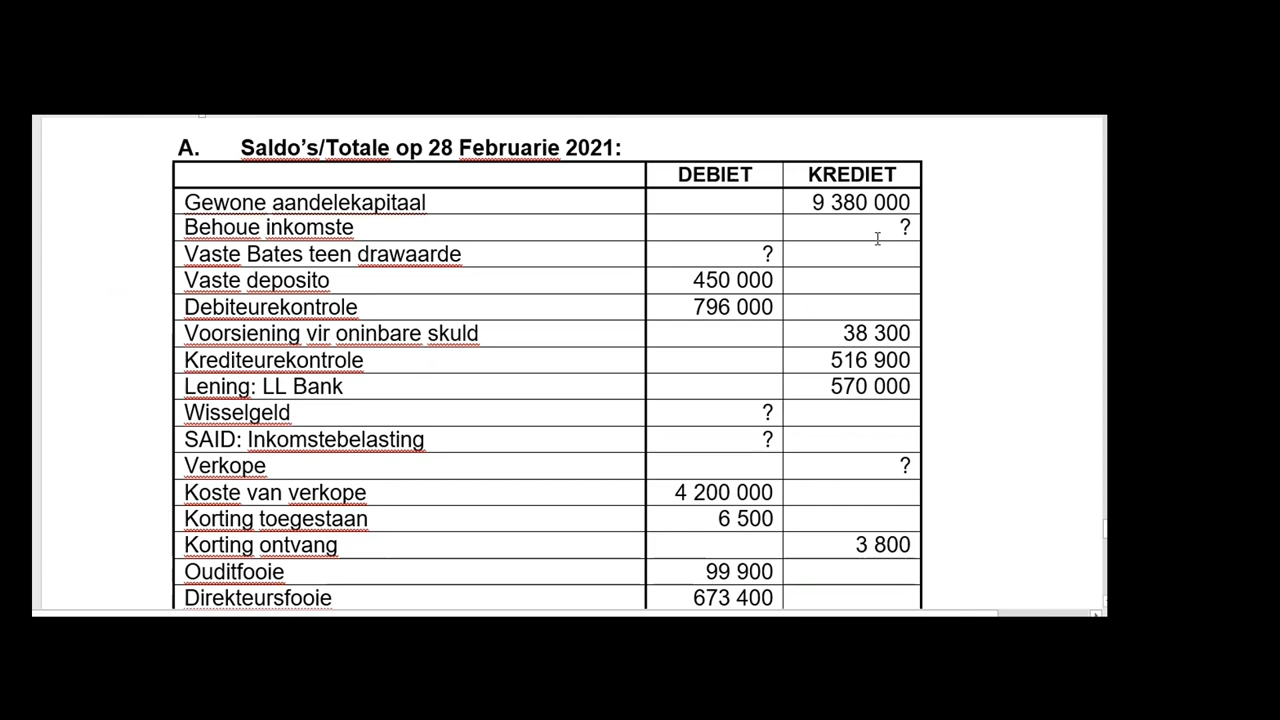 A. Saldo’s/Totale op 28 Februarie 2021:
DEBIET KREDIET
Gewone aandelekapitaal 9 380 000
Behoue inkomste ?
Vaste Bates teen drawaarde ?
Vaste deposito 450 000
Debiteurekontrole 796 000
Voorsiening vir oninbare skuld 38 300
Krediteurekontrole 516 900
Lening: LL Bank 570 000
Wisselgeld ?
SAID: Inkomstebelasting ?
Verkope ?
Koste van verkope 4 200 000
Korting toegestaan 6 500
Korting ontvang 3 800
Ouditfooie 99 900
Direkteursfooie 673 400